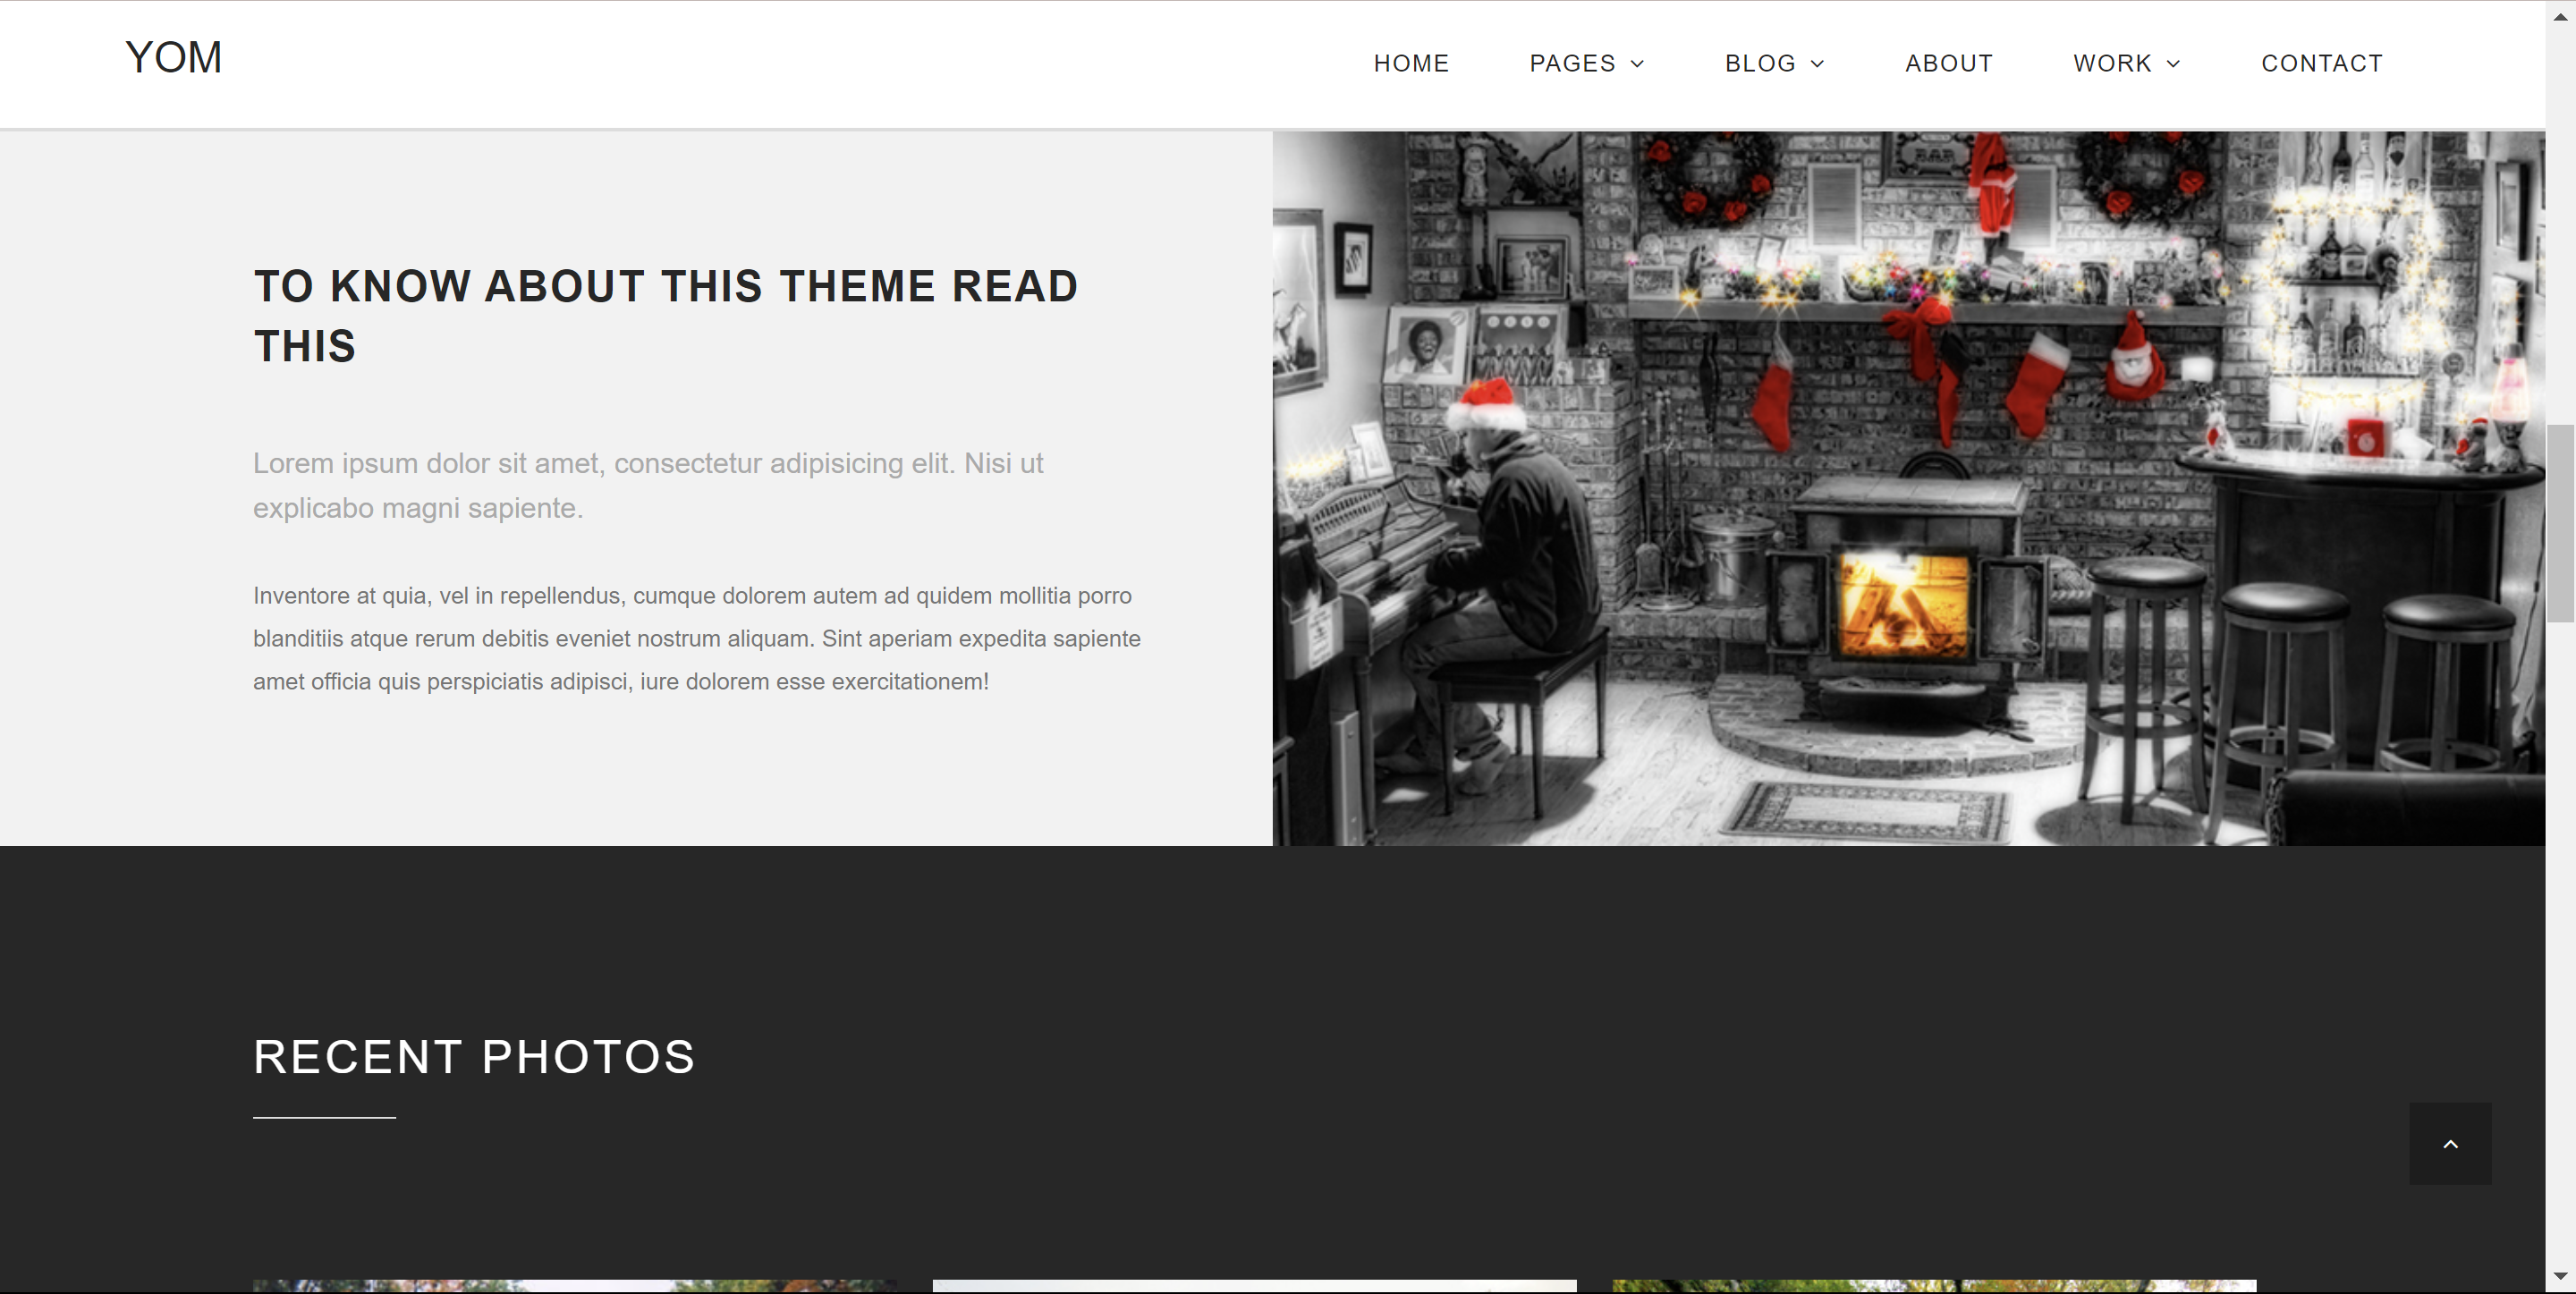 YOM
HOME PAGES BLOG ABOUT WORK CONTACT
BAR
TO KNOW ABOUT THIS THEME READ
THIS
Lorem ipsum dolor sit amet, consectetur adipisicing elit. Nisi ut
explicabo magni sapiente.
Inventore at quia, vel in repellendus, cumque dolorem autem ad quidem mollitia porro
blanditiis atque rerum debitis eveniet nostrum aliquam. Sint aperiam expedita sapiente
amet officia quis perspiciatis adipisci, iure dolorem esse exercitationem!
RECENT PHOTOS